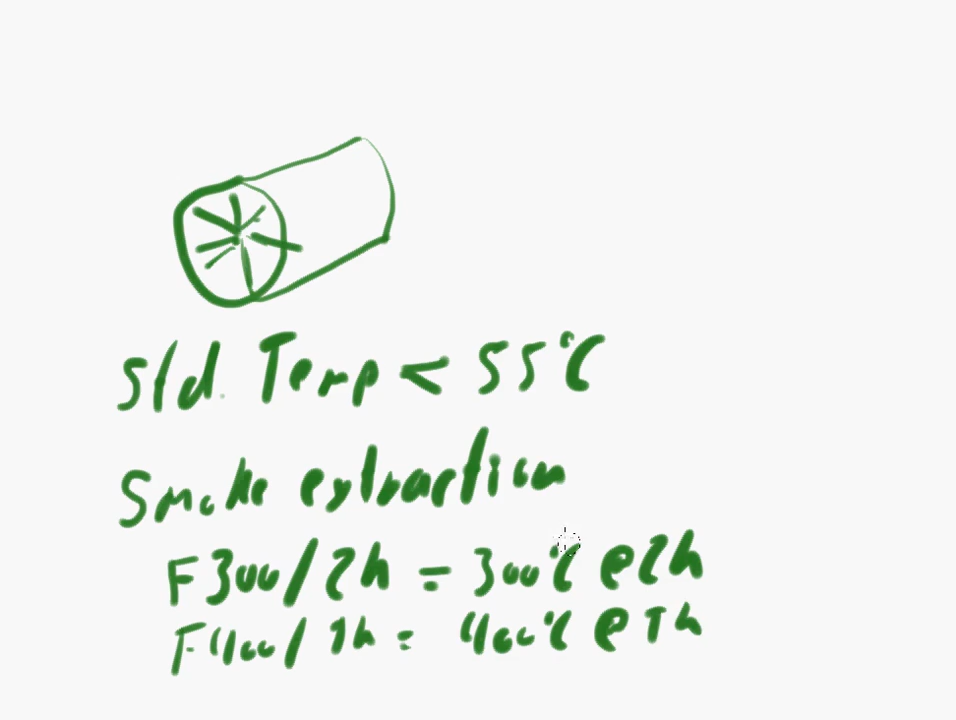 Std. Temp < 55°C
Smoke extraction
F300/2h = 300°C @2h
F400/1h = 400°C @1h